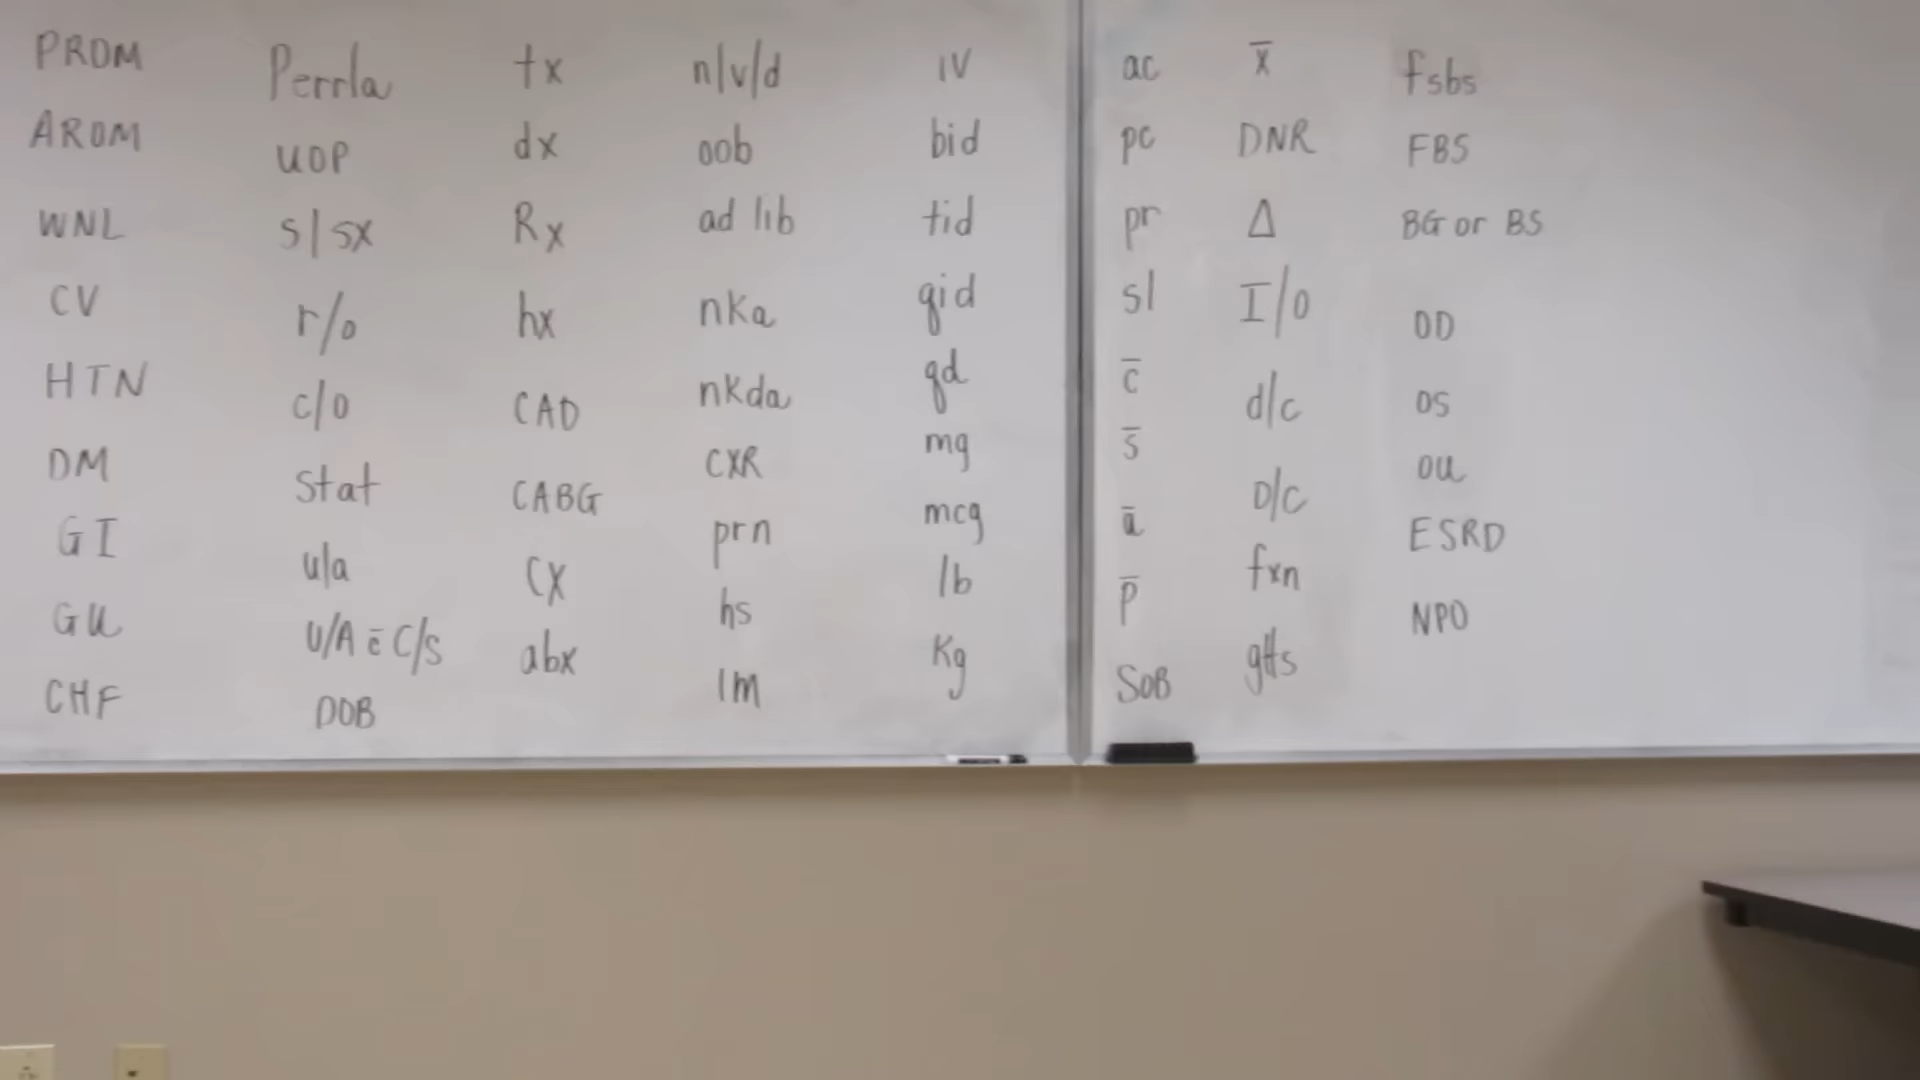 PROM
AROM
WNL
CV
HTN
DM
GI
GU
CHF
Perrla
UOP
s/sx
r/o
c/o
Stat
u/a
U/A c̄ C/S
DOB
tx
dx
Rx
hx
CAD
CABG
CX
abx
n/v/d
oob
ad lib
nka
nkda
CXR
prn
hs
IM
IV
bid
tid
qid
qd
mg
mcg
lb
Kg
ac
pc
pr
sl
c̄
s̄
ā
p̄
SOB
x̄
DNR
Δ
I/O
d/c
D/C
fxn
gtts
fsbs
FBS
BG or BS
OD
OS
OU
ESRD
NPO